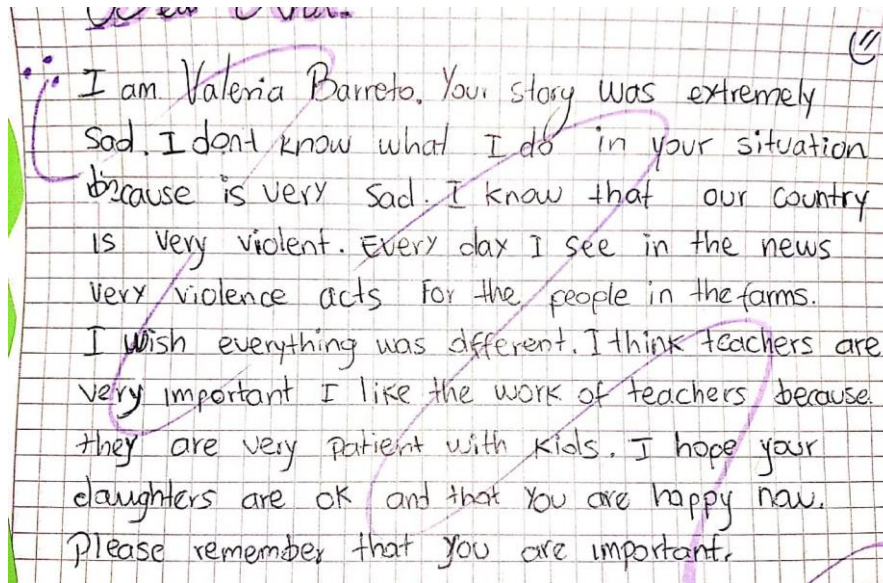 I am Valeria Barreto. Your story was extremely
sad. I dont know what I do in your situation
because is very sad. I know that our country
is very violent. Every day I see in the news
very violence acts for the people in the farms.
I wish everything was different. I think teachers are
very important I like the work of teachers because
they are very patient with kids. I hope your
daughters are ok and that you are happy now.
Please remember that you are important.